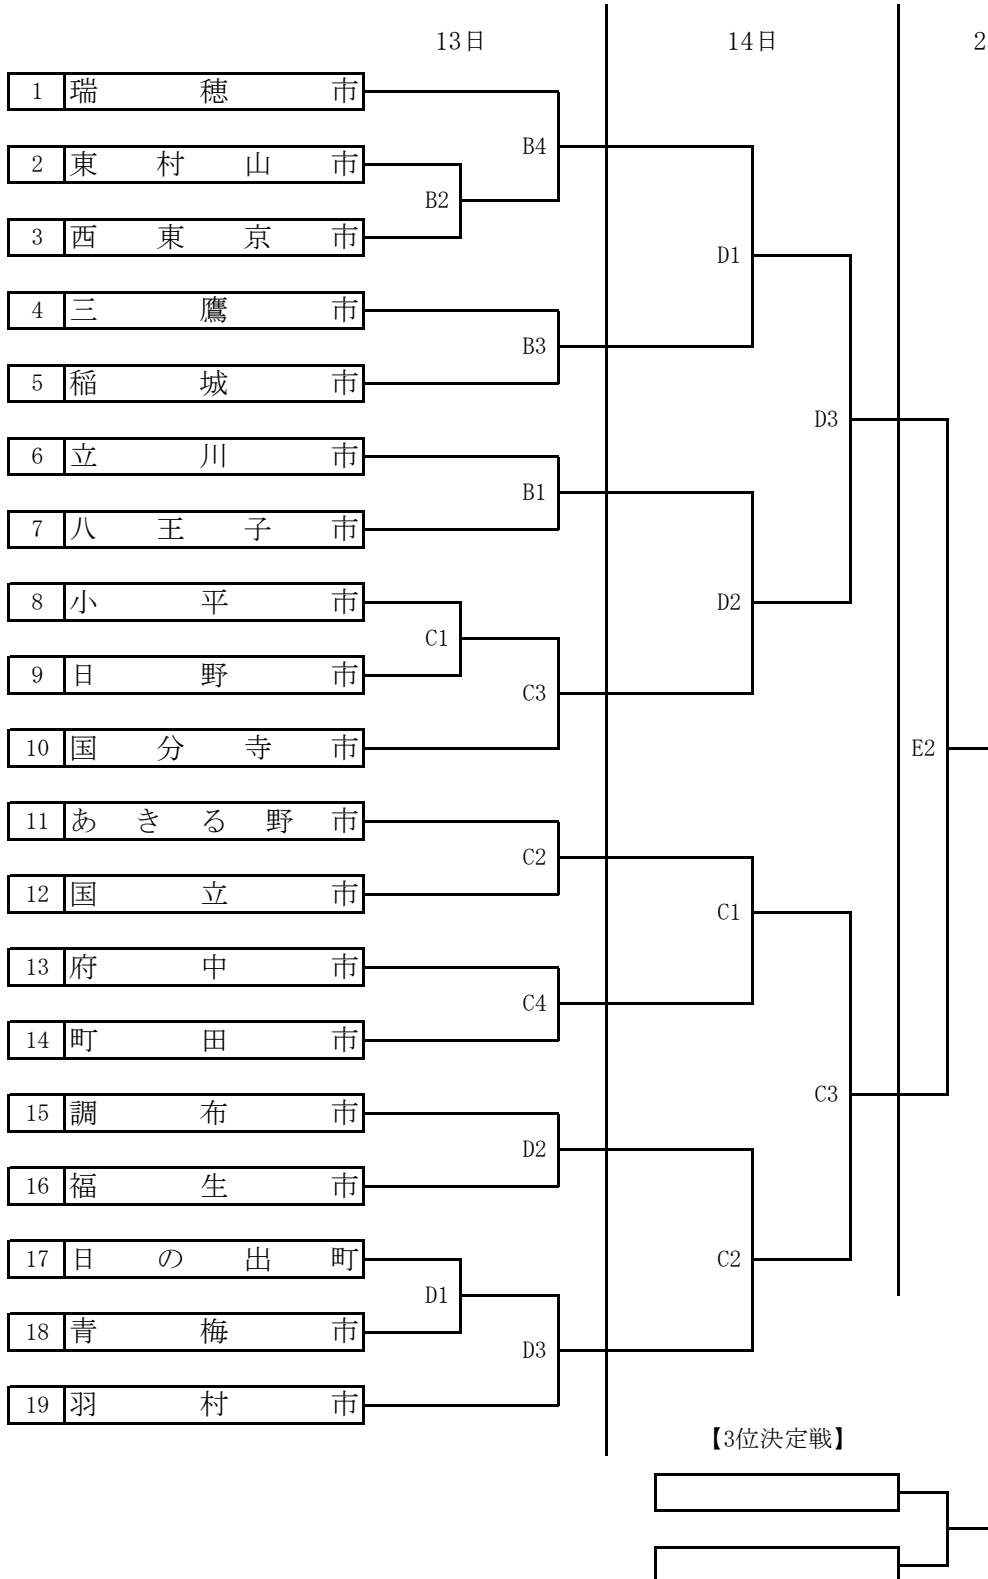 13日 14日 2
1 瑞穂市
B4
2 東村山市
B2
3 西東京市
D1
4 三鷹市
B3
5 稲城市
D3
6 立川市
B1
7 八王子市
8 小平市
D2
C1
9 日野市
C3
10 国分寺市
E2
11 あきる野市
C2
12 国立市
C1
13 府中市
C4
14 町田市
C3
15 調布市
D2
16 福生市
17 日の出町
C2
D1
18 青梅市
D3
19 羽村市
【3位決定戦】